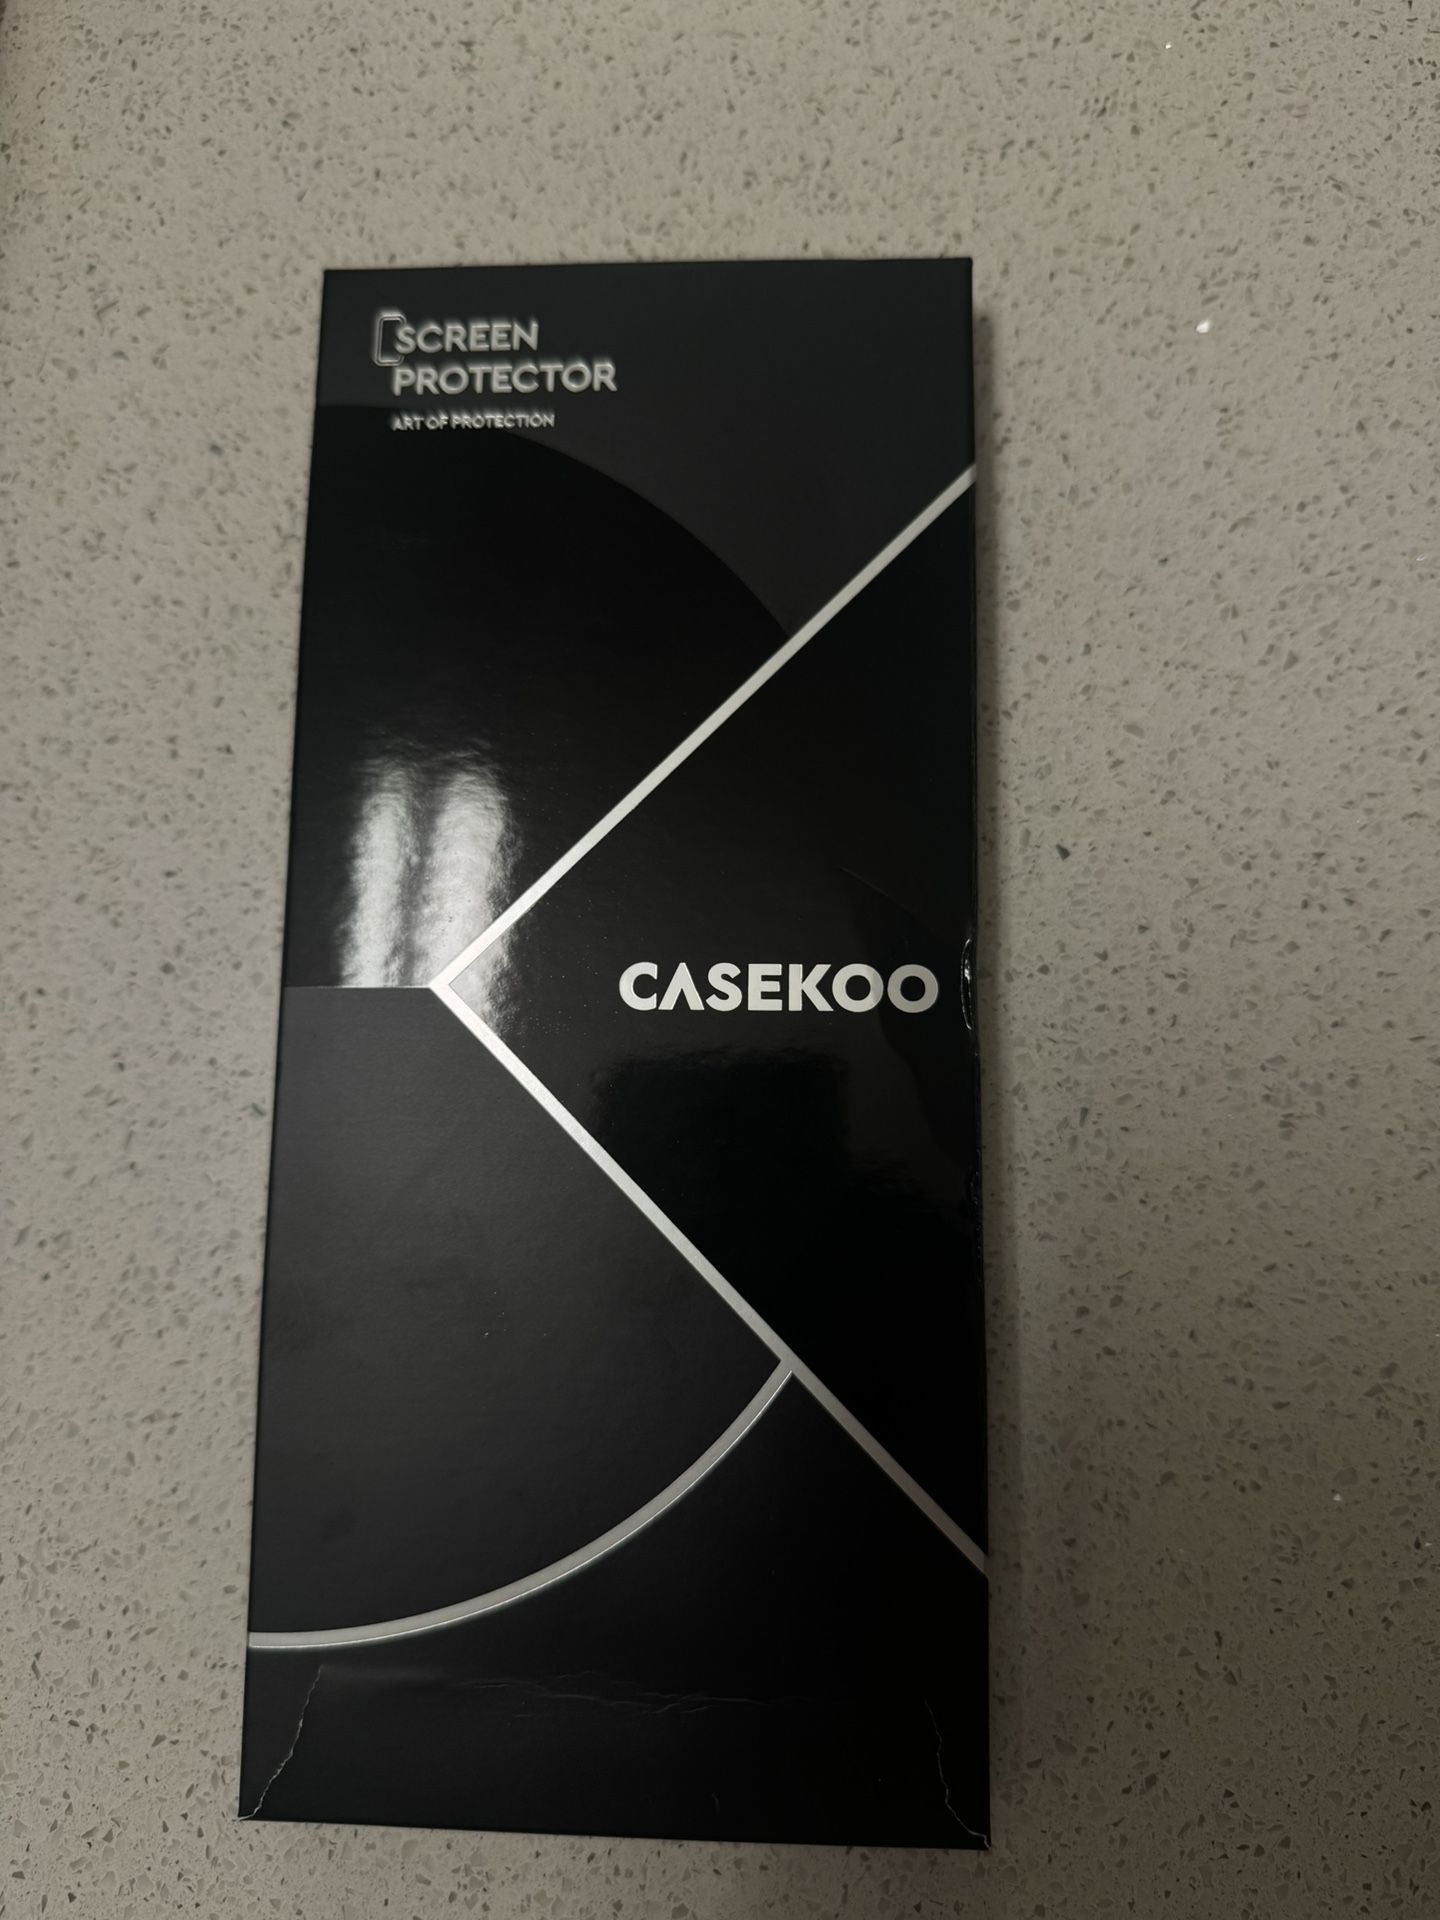 SCREEN
PROTECTOR
ART OF PROTECTION
CASEKOO